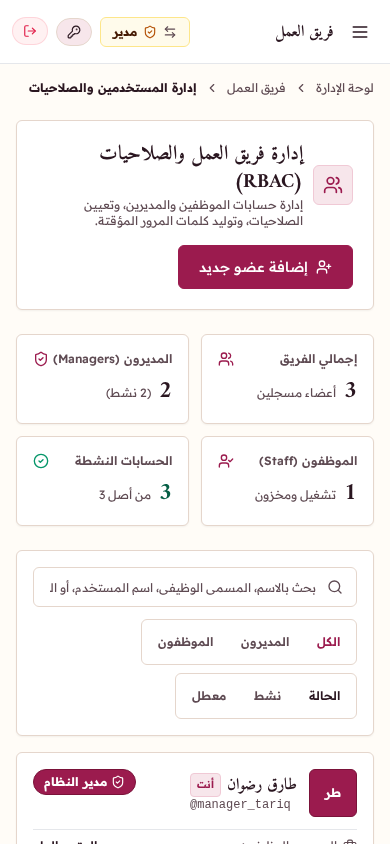 فريق العمل
مدير
لوحة الإدارة
فريق العمل
إدارة المستخدمين والصلاحيات
إدارة فريق العمل والصلاحيات
(RBAC)
إدارة حسابات الموظفين والمديرين، وتعيين
الصلاحيات، وتوليد كلمات المرور المؤقتة.
إضافة عضو جديد
إجمالي الفريق
3 أعضاء مسجلين
المديرون (Managers)
2 (2 نشط)
الموظفون (Staff)
1 تشغيل ومخزون
الحسابات النشطة
3 من أصل 3
بحث بالاسم، المسمى الوظيفي، اسم المستخدم، أو ال
الكل المديرون الموظفون
الحالة نشط معطل
طر
طارق رضوان أنت
@manager_tariq
مدير النظام